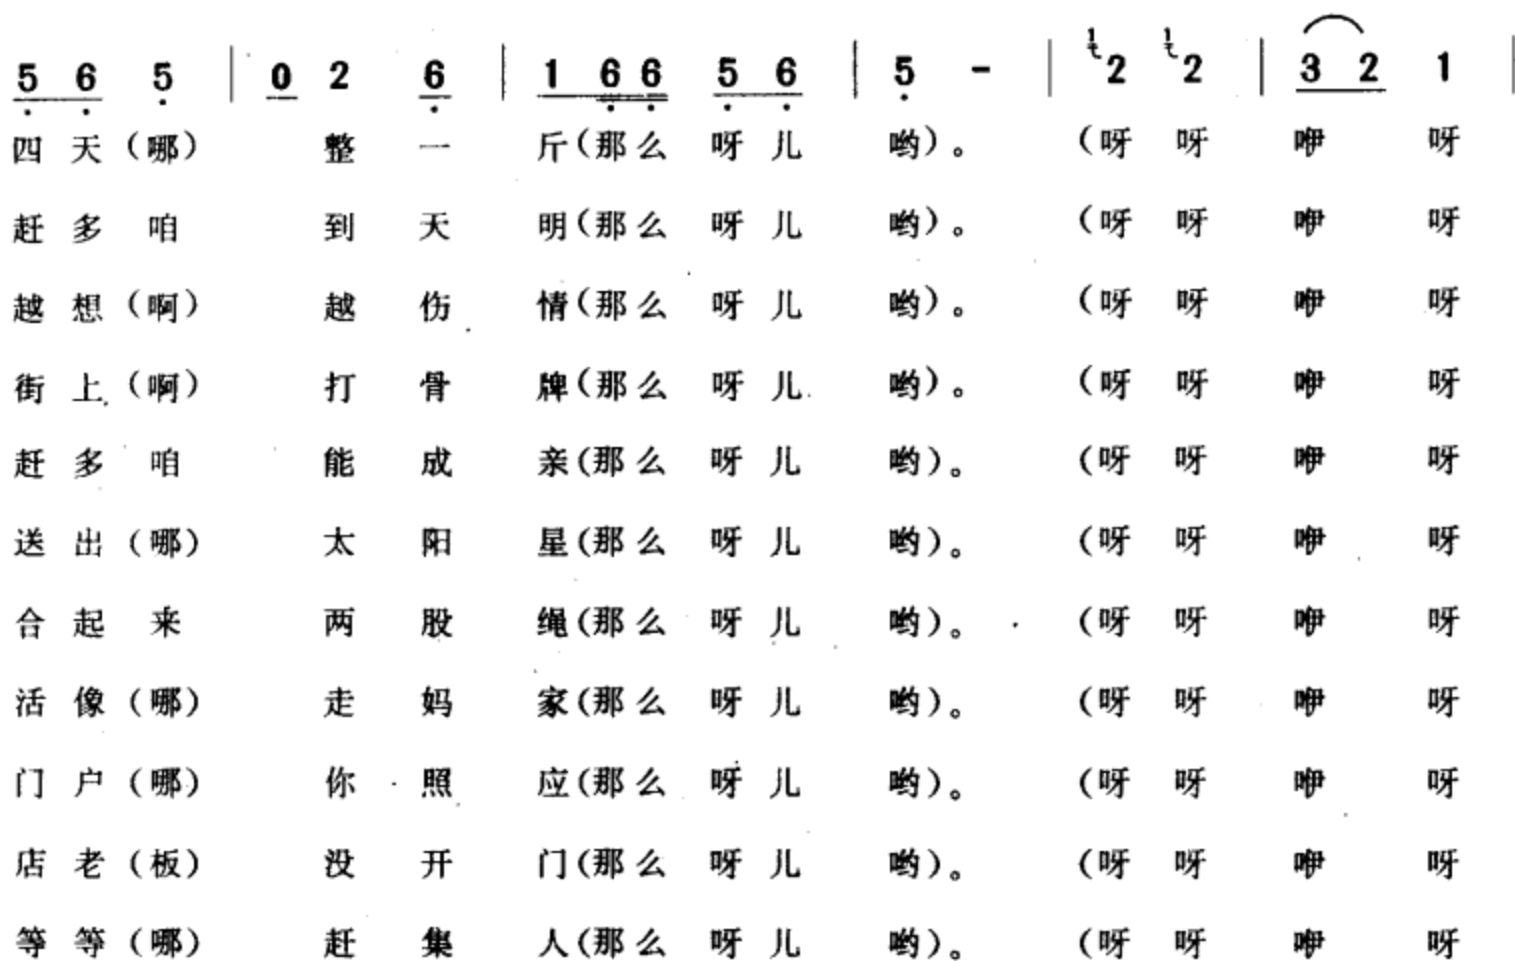 5 6 5 | 0 2 6 | 1 6 6 5 6 | 5 - | 1 2 1 2 | 3 2 1 |
四 天 (哪) 整 一 斤(那 么 呀 儿 哟)。 (呀 呀 咿 呀
赶 多 咱 到 天 明(那 么 呀 儿 哟)。 (呀 呀 咿 呀
越 想 (啊) 越 伤 情(那 么 呀 儿 哟)。 (呀 呀 咿 呀
街 上 (啊) 打 骨 牌(那 么 呀 儿 哟)。 (呀 呀 咿 呀
赶 多 咱 能 成 亲(那 么 呀 儿 哟)。 (呀 呀 咿 呀
送 出 (哪) 太 阳 星(那 么 呀 儿 哟)。 (呀 呀 咿 呀
合 起 来 两 股 绳(那 么 呀 儿 哟)。 (呀 呀 咿 呀
活 像 (哪) 走 妈 家(那 么 呀 儿 哟)。 (呀 呀 咿 呀
门 户 (哪) 你 照 应(那 么 呀 儿 哟)。 (呀 呀 咿 呀
店 老 (板) 没 开 门(那 么 呀 儿 哟)。 (呀 呀 咿 呀
等 等 (哪) 赶 集 人(那 么 呀 儿 哟)。 (呀 呀 咿 呀